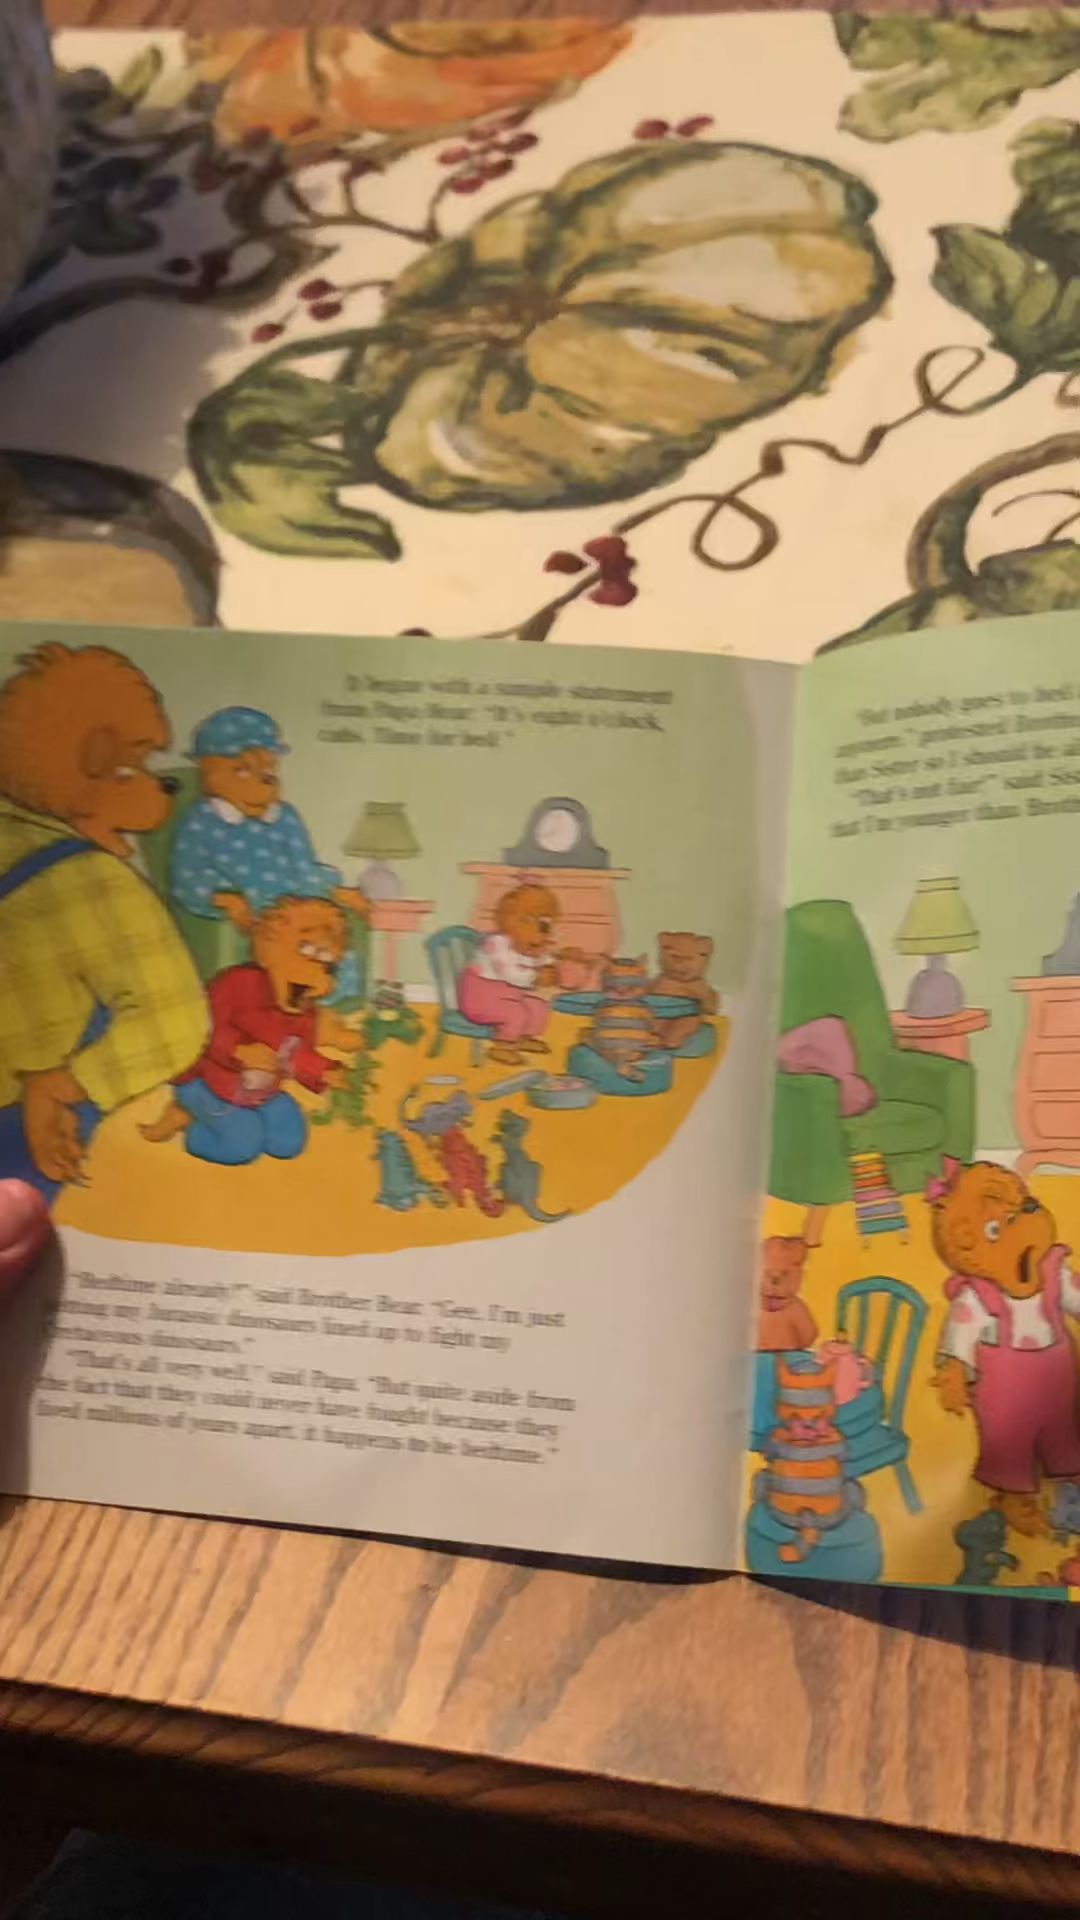 It began with a simple statement
from Papa Bear: "It's eight o'clock,
cubs. Time for bed."
"Bedtime already?" said Brother Bear. "Gee, I'm just
my Jurassic dinosaurs lined up to fight my
dinosaurs."
"That's all very well," said Papa. "But quite aside from
the fact that they could never have fought because they
lived millions of years apart, it happens to be bedtime."
"But nobody goes to bed
anymore," protested
than Sister so I should be
"That's not fair!" said
that I'm younger than